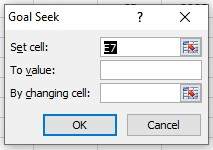 Goal Seek
Set cell: E7
To value:
By changing cell:
OK Cancel